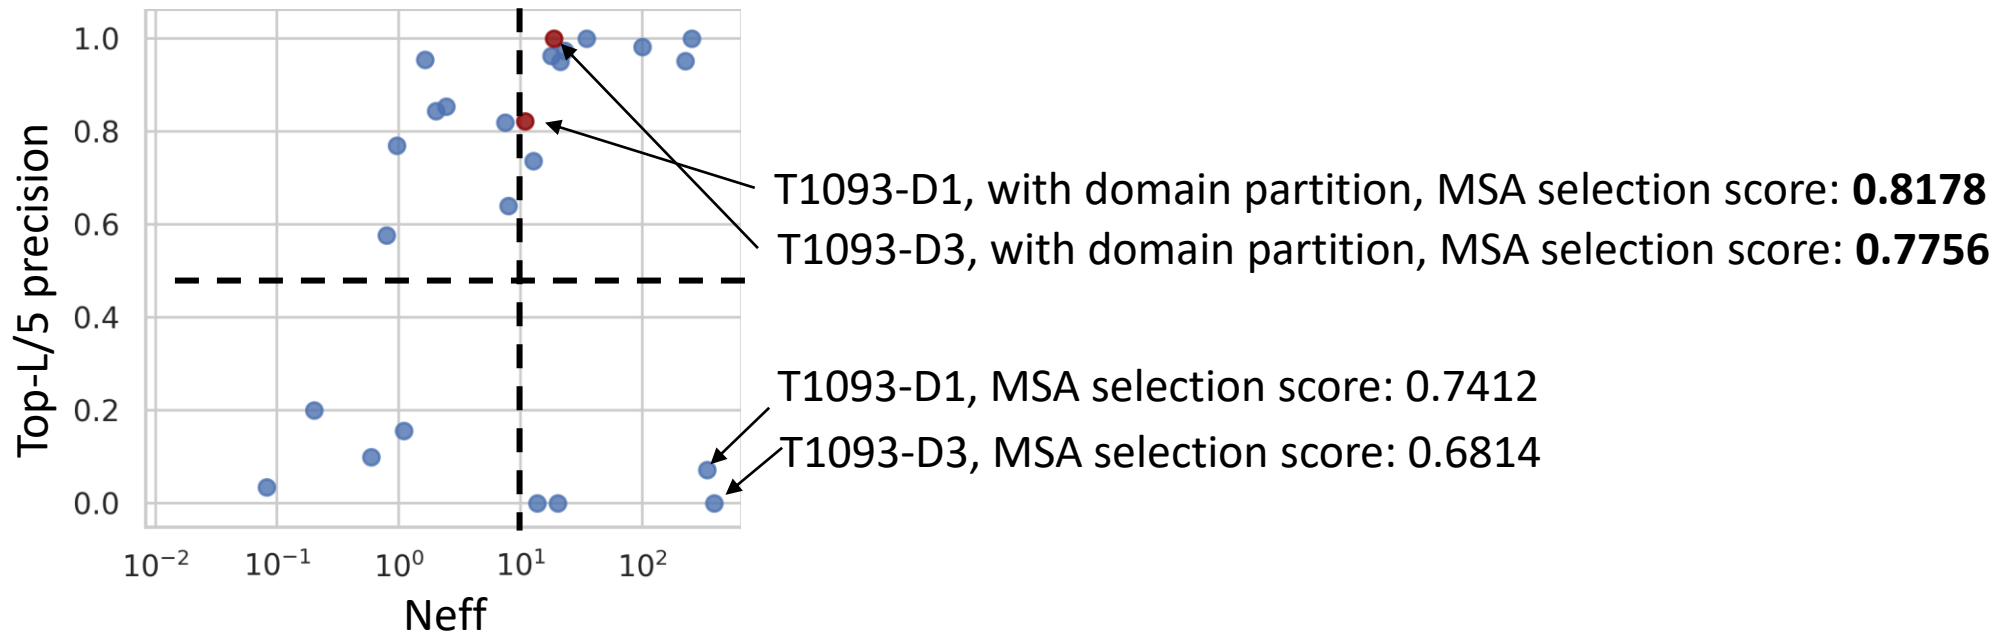 1.0
0.8
0.6
0.4
0.2
0.0
Top-L/5 precision
10⁻² 10⁻¹ 10⁰ 10¹ 10²
Neff
T1093-D1, with domain partition, MSA selection score: 0.8178
T1093-D3, with domain partition, MSA selection score: 0.7756
T1093-D1, MSA selection score: 0.7412
T1093-D3, MSA selection score: 0.6814